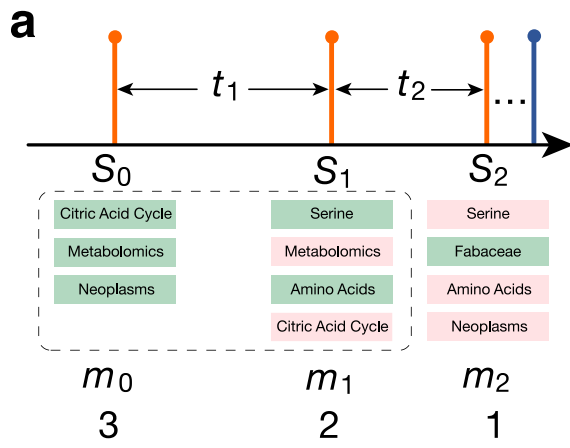 a
t1 t2 ...
S0 S1 S2
Citric Acid Cycle Serine Serine
Metabolomics Metabolomics Fabaceae
Neoplasms Amino Acids Amino Acids
Citric Acid Cycle Neoplasms
m0 m1 m2
3 2 1